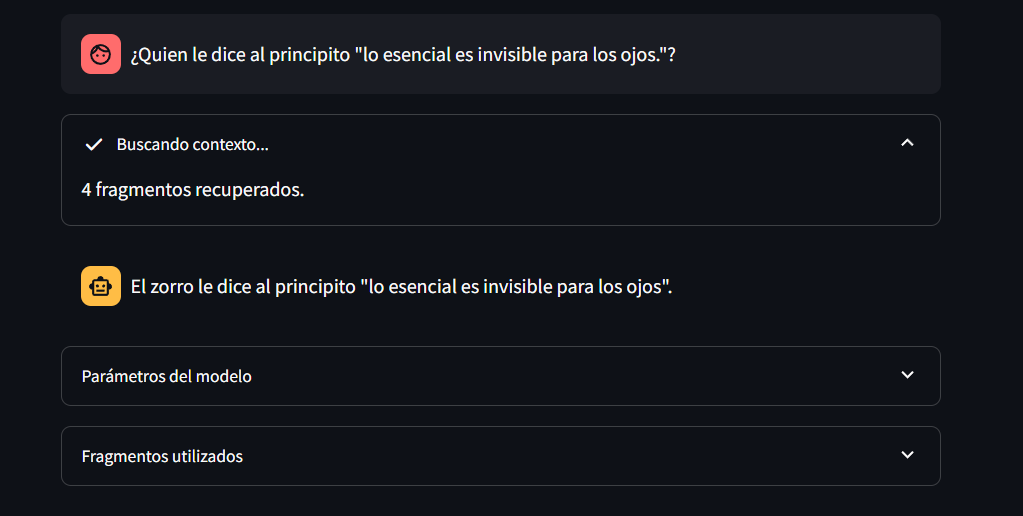 ¿Quien le dice al principito "lo esencial es invisible para los ojos."?
Buscando contexto...
4 fragmentos recuperados.
El zorro le dice al principito "lo esencial es invisible para los ojos".
Parámetros del modelo
Fragmentos utilizados